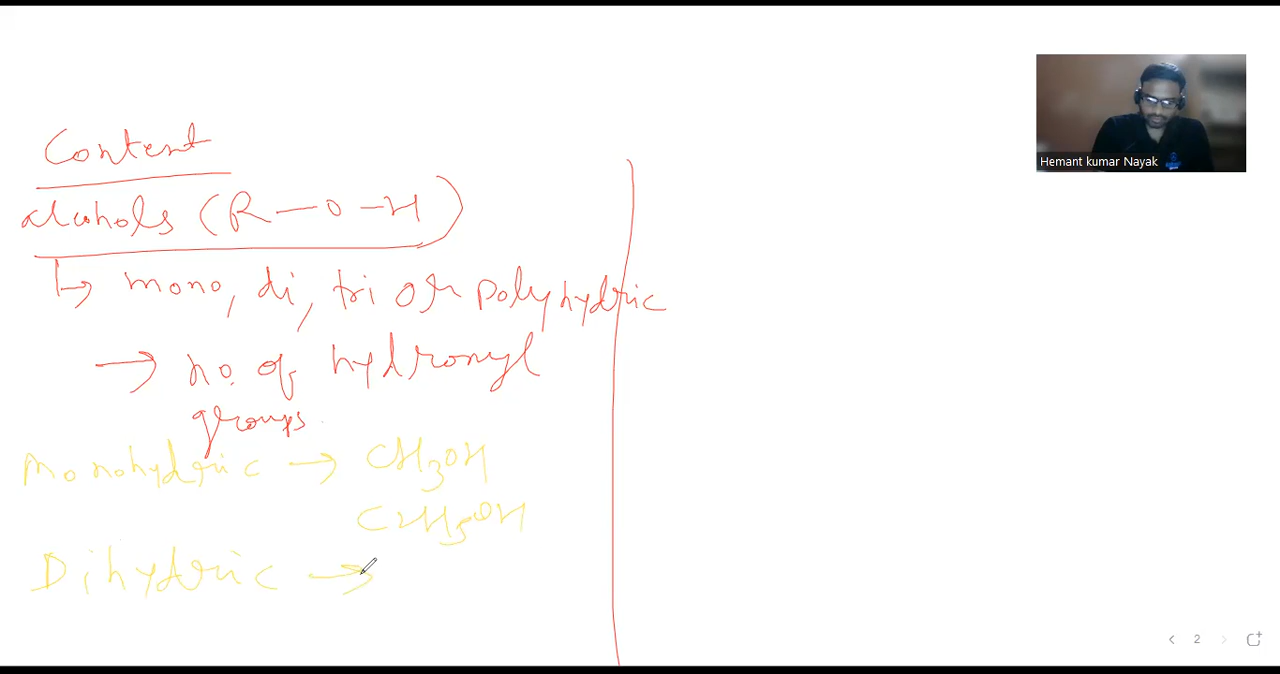 Content
alcohols (R-O-H)
↳ mono, di, tri or polyhydric
→ no. of hydroxyl
groups.
Monohydric → CH3OH
C2H5OH
Dihydric →
Hemant kumar Nayak
2